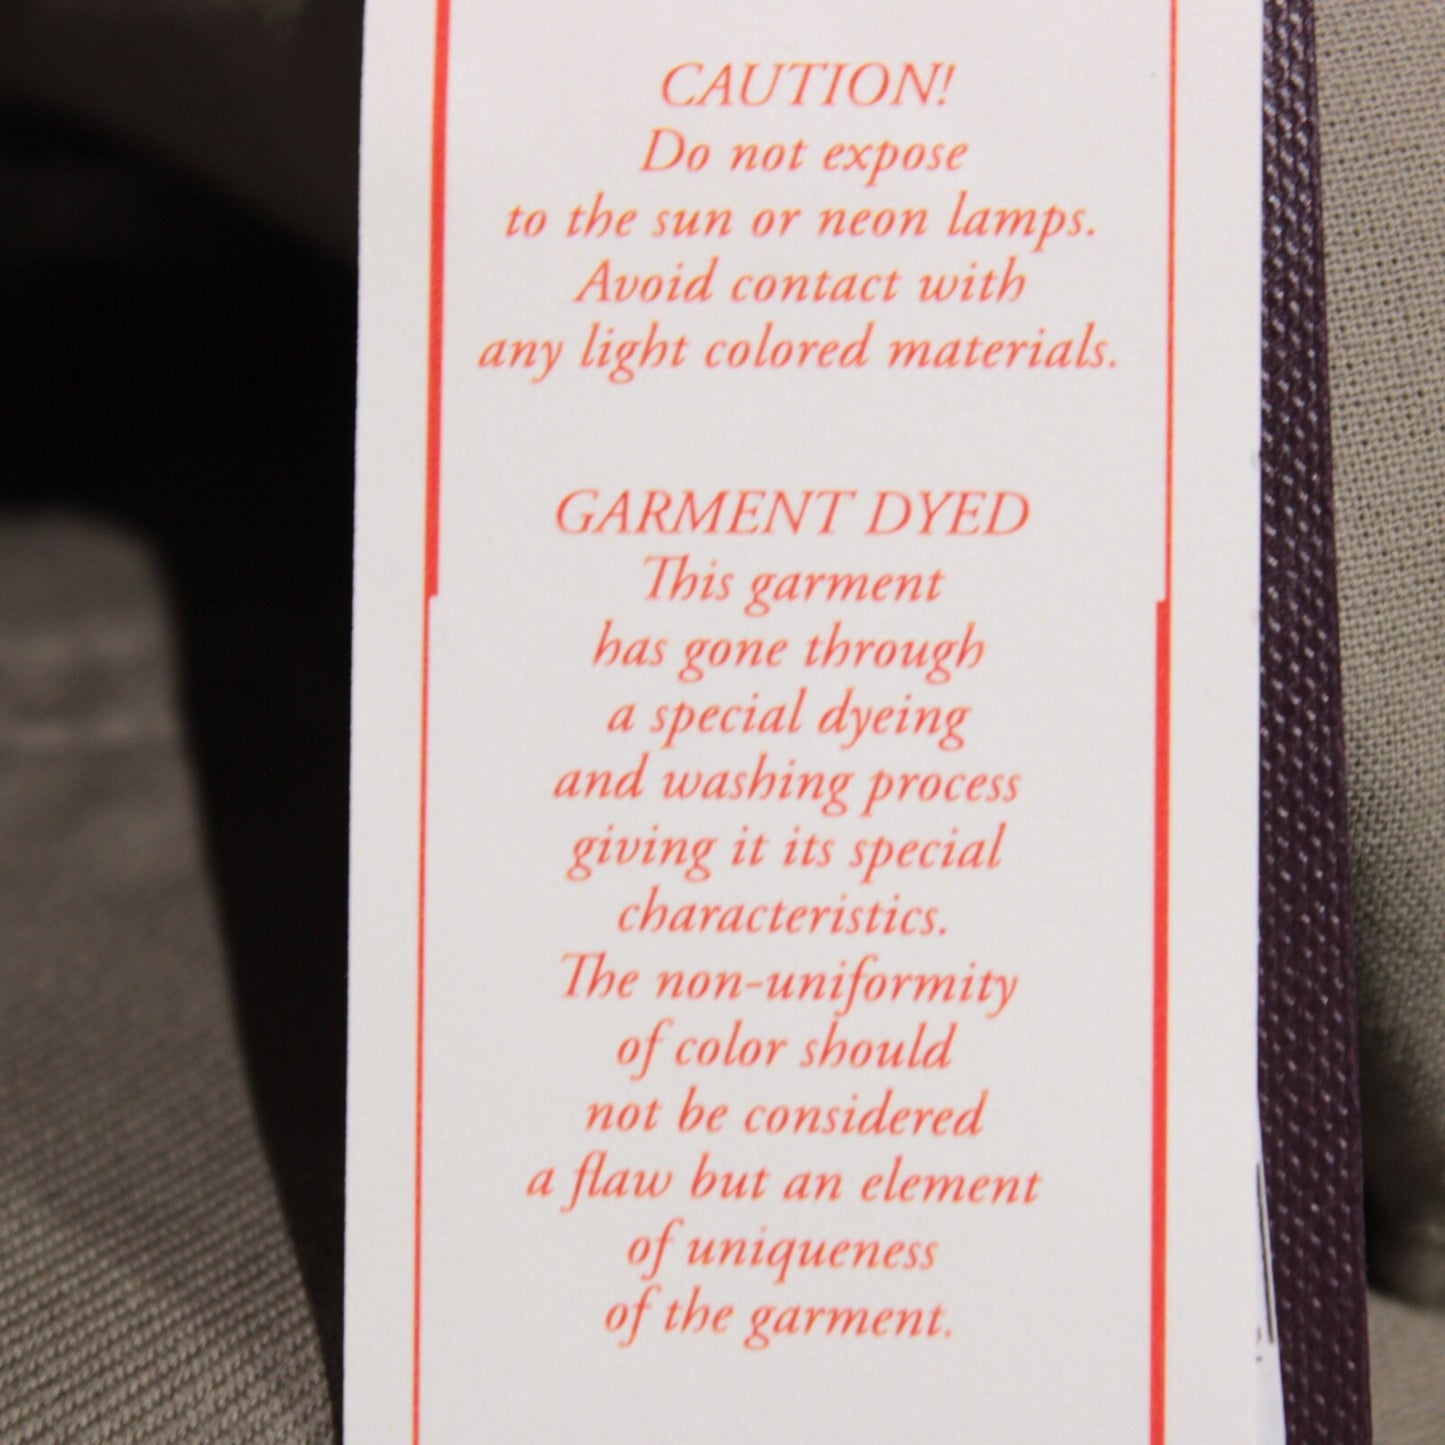 CAUTION!
Do not expose
to the sun or neon lamps.
Avoid contact with
any light colored materials.
GARMENT DYED
This garment
has gone through
a special dyeing
and washing process
giving it its special
characteristics.
The non-uniformity
of color should
not be considered
a flaw but an element
of uniqueness
of the garment.